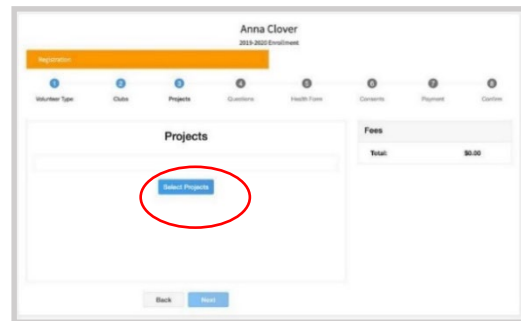 Anna Clover
2019-2020 Enrollment
Registration
1 2 3 4 5 6 7 8
Volunteer Type Clubs Projects Questions Health Form Consents Payment Confirm
Projects
Fees
Total: $0.00
Select Projects
Back Next